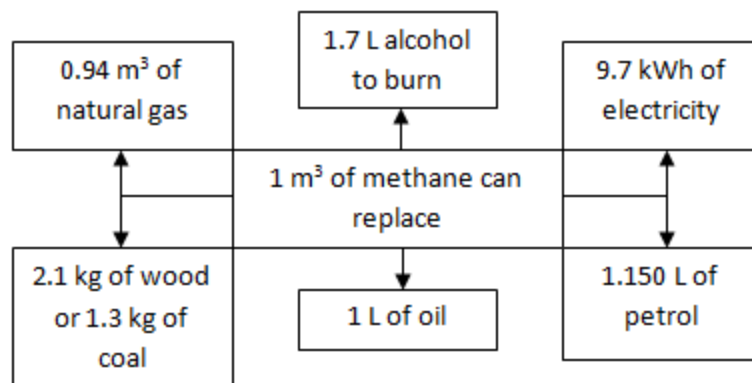 0.94 m³ of
natural gas
1.7 L alcohol
to burn
9.7 kWh of
electricity
1 m³ of methane can
replace
2.1 kg of wood
or 1.3 kg of
coal
1 L of oil
1.150 L of
petrol